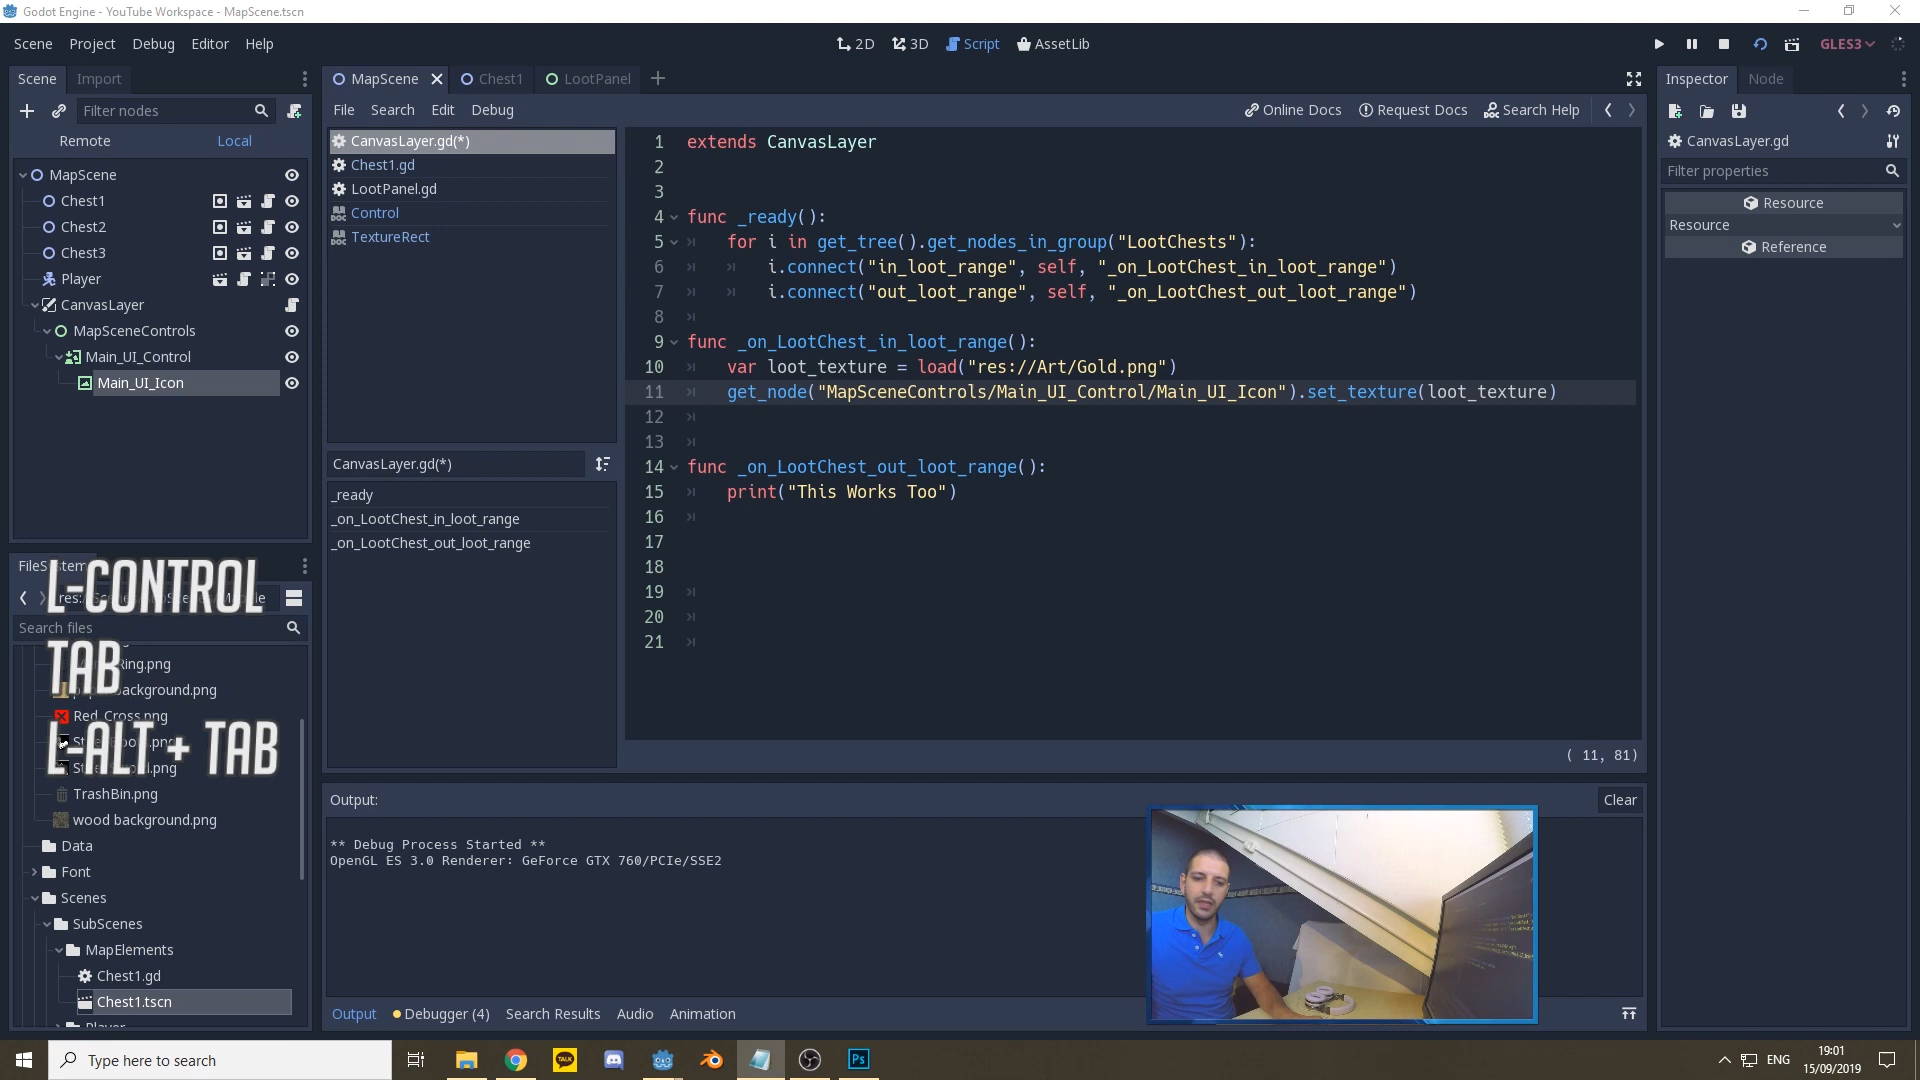 Godot Engine - YouTube Workspace - MapScene.tscn
Scene Project Debug Editor Help
2D 3D Script AssetLib
GLES3
Scene Import
MapScene Chest1 LootPanel
Inspector Node
Filter nodes
File Search Edit Debug
Online Docs Request Docs Search Help
Remote Local
CanvasLayer.gd
Filter properties
Resource
Resource
Reference
MapScene
Chest1
Chest2
Chest3
Player
CanvasLayer
MapSceneControls
Main_UI_Control
Main_UI_Icon
CanvasLayer.gd(*)
Chest1.gd
LootPanel.gd
Control
TextureRect
CanvasLayer.gd(*)
_ready
_on_LootChest_in_loot_range
_on_LootChest_out_loot_range
1 extends CanvasLayer
2
3
4 func _ready():
5 for i in get_tree().get_nodes_in_group("LootChests"):
6 i.connect("in_loot_range", self, "_on_LootChest_in_loot_range")
7 i.connect("out_loot_range", self, "_on_LootChest_out_loot_range")
8
9 func _on_LootChest_in_loot_range():
10 var loot_texture = load("res://Art/Gold.png")
11 get_node("MapSceneControls/Main_UI_Control/Main_UI_Icon").set_texture(loot_texture)
12
13
14 func _on_LootChest_out_loot_range():
15 print("This Works Too")
16
17
18
19
20
21
( 11, 81)
L-CONTROL
TAB
L-ALT + TAB
Search files
Ring.png
background.png
Red_Cross.png
TrashBin.png
wood background.png
Data
Font
Scenes
SubScenes
MapElements
Chest1.gd
Chest1.tscn
Player
Output:
Clear
** Debug Process Started **
OpenGL ES 3.0 Renderer: GeForce GTX 760/PCIe/SSE2
Output Debugger (4) Search Results Audio Animation
Type here to search
TALK
Ps
ENG
19:01
15/09/2019